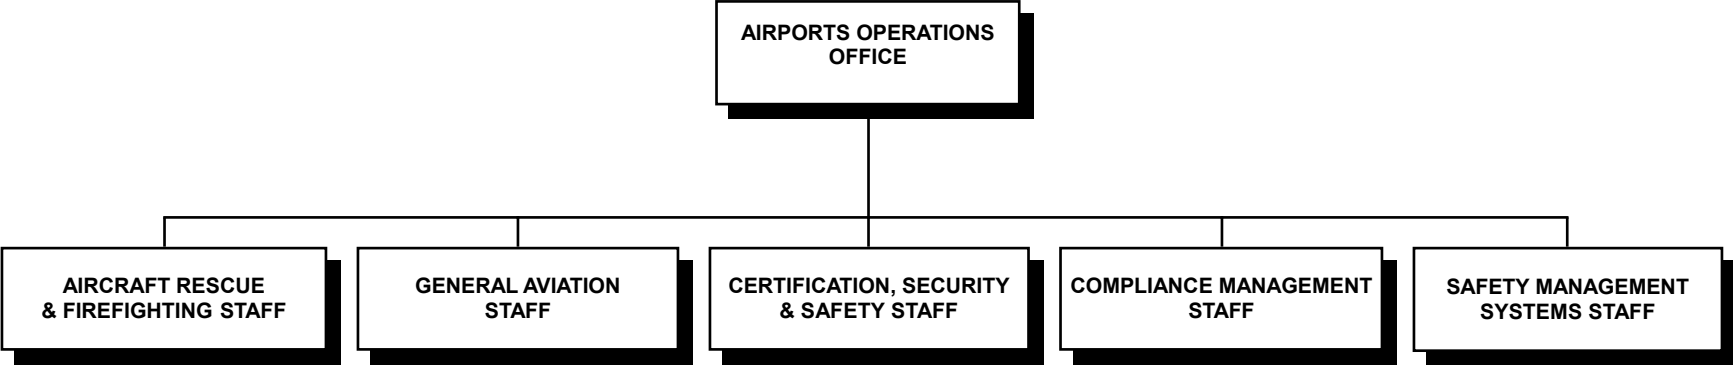 AIRPORTS OPERATIONS
OFFICE
AIRCRAFT RESCUE
& FIREFIGHTING STAFF
GENERAL AVIATION
STAFF
CERTIFICATION, SECURITY
& SAFETY STAFF
COMPLIANCE MANAGEMENT
STAFF
SAFETY MANAGEMENT
SYSTEMS STAFF